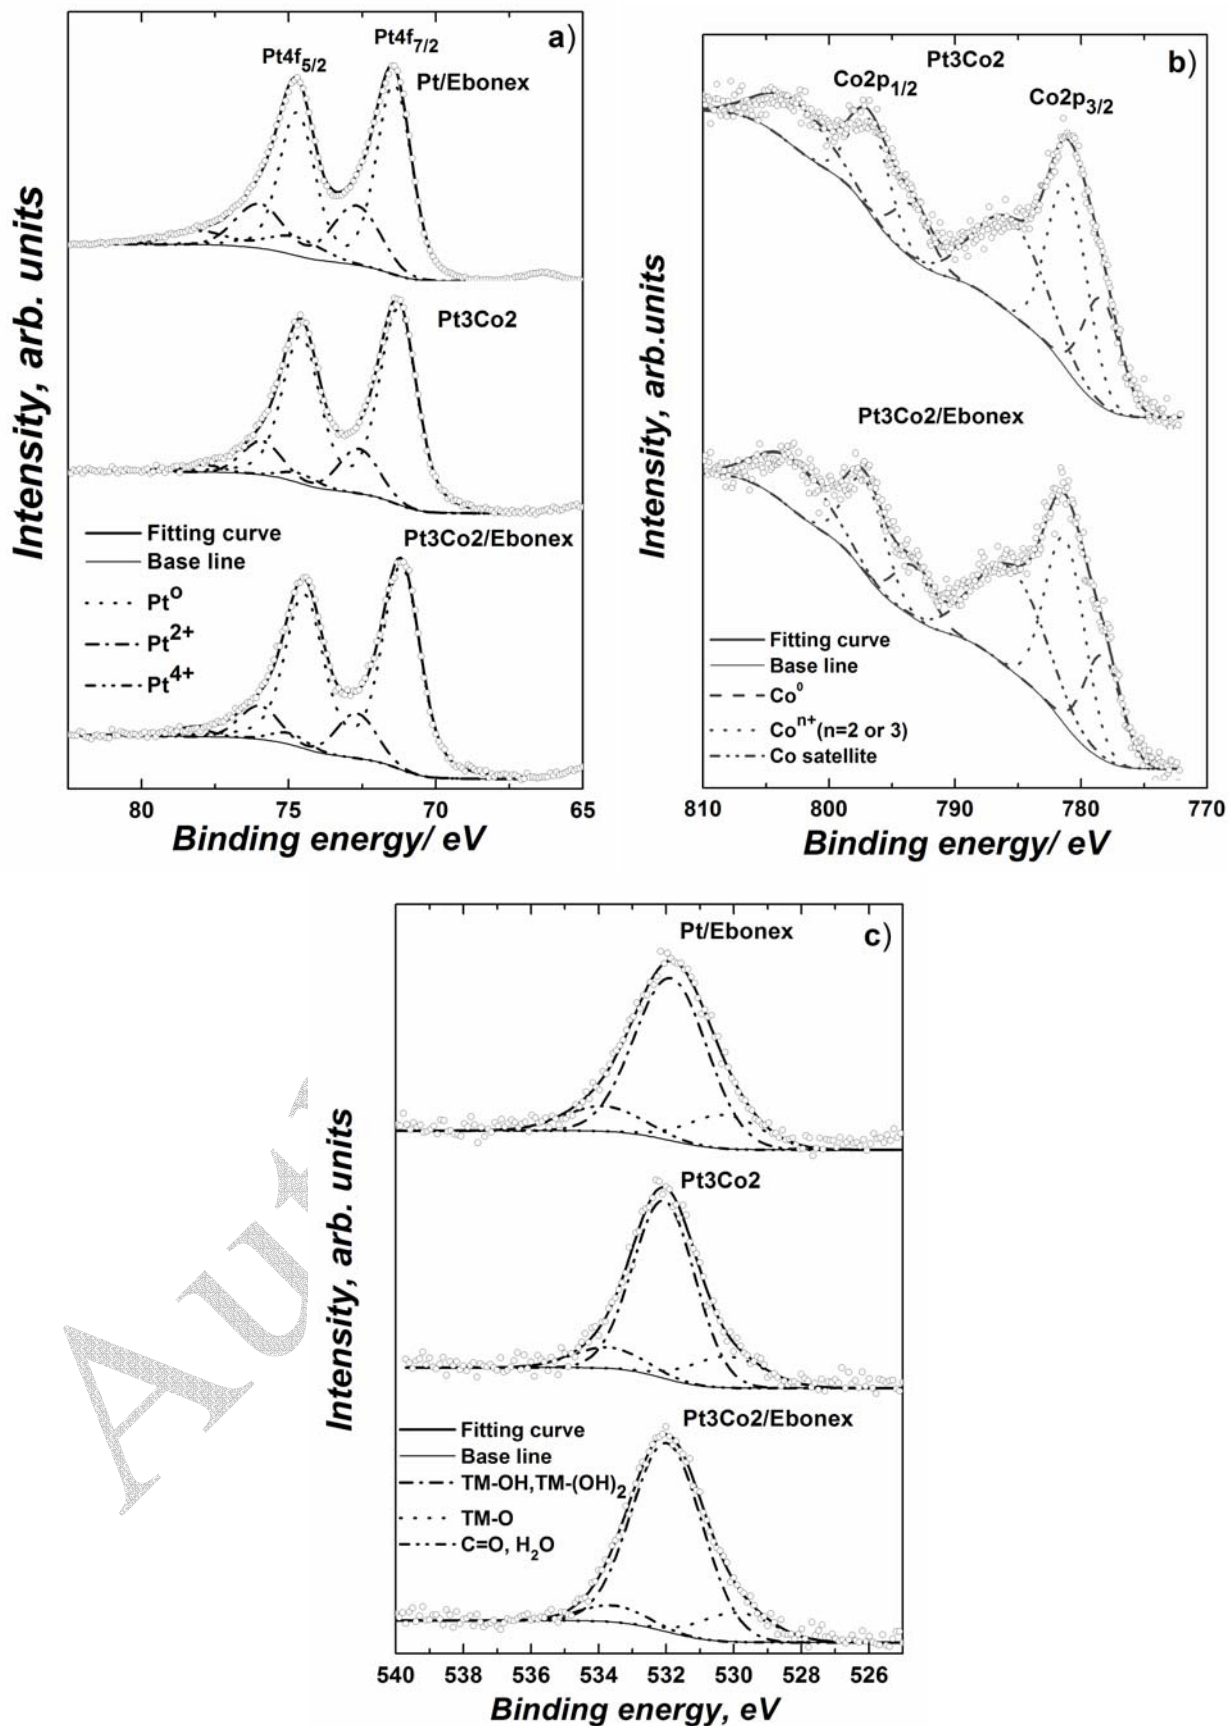 a)
Pt4f7/2
Pt4f5/2
Pt/Ebonex
Pt3Co2
Pt3Co2/Ebonex
Fitting curve
Base line
Pt⁰
Pt²⁺
Pt⁴⁺
Intensity, arb. units
80 75 70 65
Binding energy/ eV
b)
Pt3Co2
Co2p1/2
Co2p3/2
Pt3Co2/Ebonex
Fitting curve
Base line
Co⁰
Coⁿ⁺(n=2 or 3)
Co satellite
Intensity, arb.units
810 800 790 780 770
Binding energy/ eV
c)
Pt/Ebonex
Pt3Co2
Pt3Co2/Ebonex
Fitting curve
Base line
TM-OH,TM-(OH)₂
TM-O
C=O, H₂O
Intensity, arb. units
540 538 536 534 532 530 528 526
Binding energy, eV